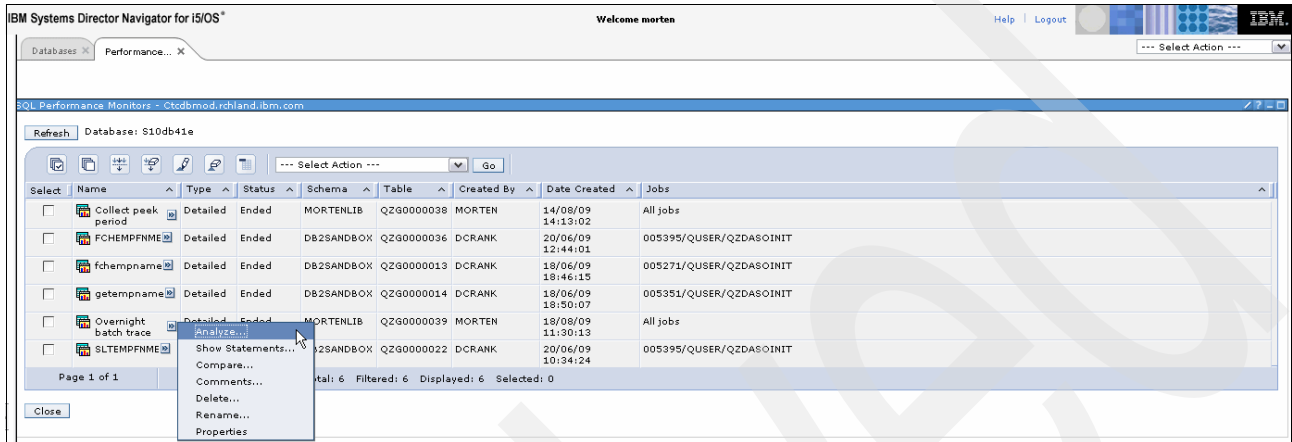 IBM Systems Director Navigator for i5/OS®
Welcome morten
Help | Logout
IBM.
Databases X Performance... X
--- Select Action ---
SQL Performance Monitors - Ctcdbmod.rchland.ibm.com
Refresh Database: S10db41e
--- Select Action --- Go
Select Name Type Status Schema Table Created By Date Created Jobs
Collect peek period Detailed Ended MORTENLIB QZG0000038 MORTEN 14/08/09 14:13:02 All jobs
FCHEMPFNME Detailed Ended DB2SANDBOX QZG0000036 DCRANK 20/06/09 12:44:01 005395/QUSER/QZDASOINIT
fchempname Detailed Ended DB2SANDBOX QZG0000013 DCRANK 18/06/09 18:46:15 005271/QUSER/QZDASOINIT
getempname Detailed Ended DB2SANDBOX QZG0000014 DCRANK 18/06/09 18:50:07 005351/QUSER/QZDASOINIT
Overnight batch trace Detailed Ended MORTENLIB QZG0000039 MORTEN 18/08/09 11:30:13 All jobs
SLTEMPFNME B2SANDBOX QZG0000022 DCRANK 20/06/09 10:34:24 005395/QUSER/QZDASOINIT
Analyze...
Show Statements...
Compare...
Comments...
Delete...
Rename...
Properties
Page 1 of 1 otal: 6 Filtered: 6 Displayed: 6 Selected: 0
Close